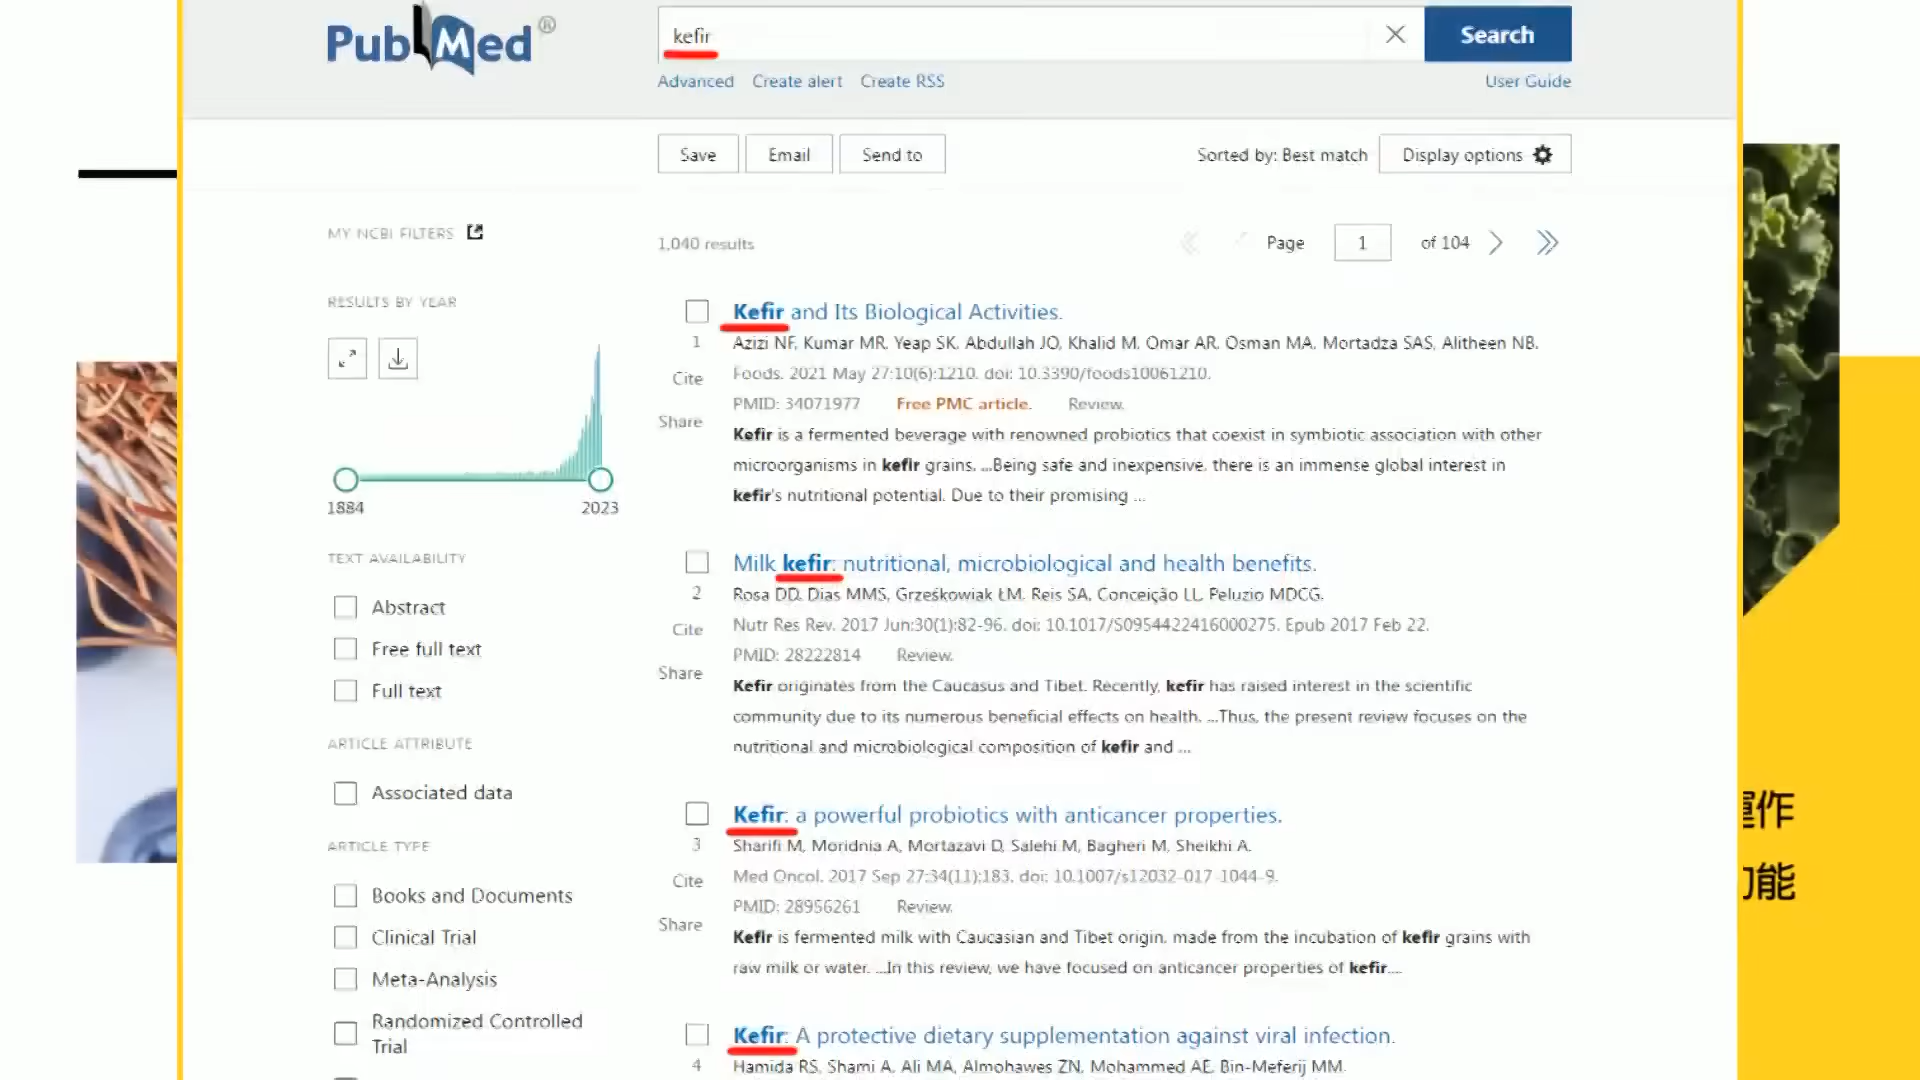 PubMed®
kefir
Search
Advanced Create alert Create RSS User Guide
Save Email Send to Sorted by: Best match Display options
MY NCBI FILTERS
1,040 results Page 1 of 104
RESULTS BY YEAR
1884 2023
TEXT AVAILABILITY
Abstract
Free full text
Full text
ARTICLE ATTRIBUTE
Associated data
ARTICLE TYPE
Books and Documents
Clinical Trial
Meta-Analysis
Randomized Controlled
Trial
Kefir and Its Biological Activities.
1 Azizi NF, Kumar MR, Yeap SK, Abdullah JO, Khalid M, Omar AR, Osman MA, Mortadza SAS, Alitheen NB.
Cite Foods. 2021 May 27;10(6):1210. doi: 10.3390/foods10061210.
PMID: 34071977 Free PMC article. Review.
Share
Kefir is a fermented beverage with renowned probiotics that coexist in symbiotic association with other
microorganisms in kefir grains. ...Being safe and inexpensive, there is an immense global interest in
kefir's nutritional potential. Due to their promising ...
Milk kefir: nutritional, microbiological and health benefits.
2 Rosa DD, Dias MMS, Grześkowiak ŁM, Reis SA, Conceição LL, Peluzio MDCG.
Cite Nutr Res Rev. 2017 Jun;30(1):82-96. doi: 10.1017/S0954422416000275. Epub 2017 Feb 22.
PMID: 28222814 Review.
Share
Kefir originates from the Caucasus and Tibet. Recently, kefir has raised interest in the scientific
community due to its numerous beneficial effects on health. ...Thus, the present review focuses on the
nutritional and microbiological composition of kefir and ...
Kefir: a powerful probiotics with anticancer properties.
3 Sharifi M, Moridnia A, Mortazavi D, Salehi M, Bagheri M, Sheikhi A.
Cite Med Oncol. 2017 Sep 27;34(11):183. doi: 10.1007/s12032-017-1044-9.
PMID: 28956261 Review.
Share
Kefir is fermented milk with Caucasian and Tibet origin, made from the incubation of kefir grains with
raw milk or water. ...In this review, we have focused on anticancer properties of kefir....
Kefir: A protective dietary supplementation against viral infection.
4 Hamida RS, Shami A, Ali MA, Almohawes ZN, Mohammed AE, Bin-Meferij MM.
作
能